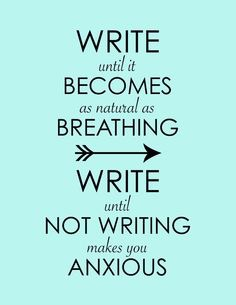 WRITE
until it
BECOMES
as natural as
BREATHING
WRITE
until
NOT WRITING
makes you
ANXIOUS